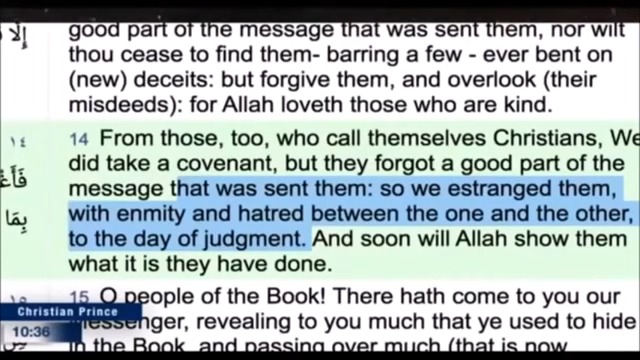 good part of the message that was sent them, nor wilt
thou cease to find them- barring a few - ever bent on
(new) deceits: but forgive them, and overlook (their
misdeeds): for Allah loveth those who are kind.
١٤
14 From those, too, who call themselves Christians, We
did take a covenant, but they forgot a good part of the
message that was sent them: so we estranged them,
with enmity and hatred between the one and the other,
to the day of judgment. And soon will Allah show them
what it is they have done.
15 O people of the Book! There hath come to you our
messenger, revealing to you much that ye used to hide
in the Book, and passing over much (that is now
Christian Prince
10:36